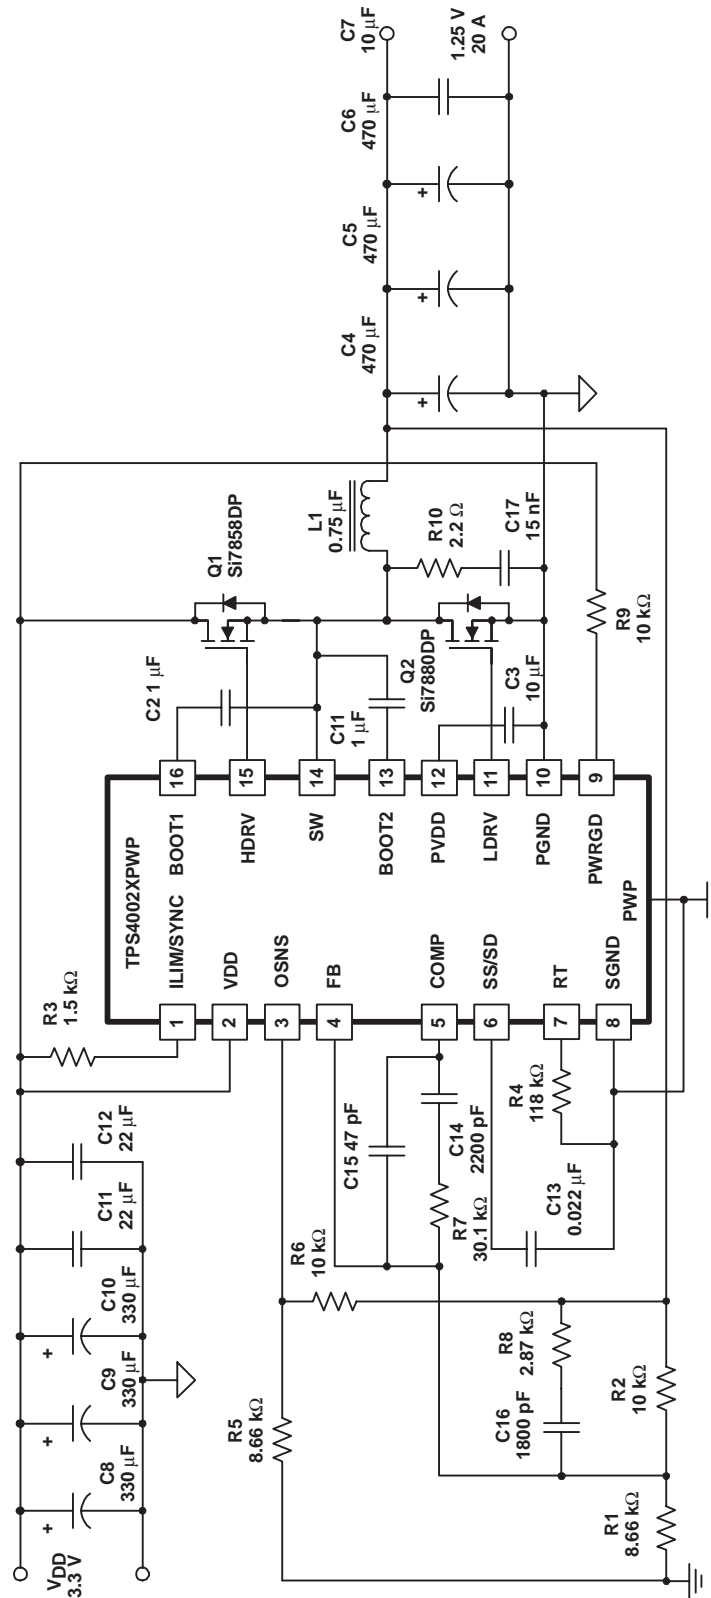 VDD
3.3 V
C8
330 µF
C9
330 µF
C10
330 µF
C11
22 µF
C12
22 µF
R3
1.5 kΩ
TPS4002XPWP
1
ILIM/SYNC
2
VDD
3
OSNS
4
FB
5
COMP
6
SS/SD
7
RT
8
SGND
16
BOOT1
15
HDRV
14
SW
13
BOOT2
12
PVDD
11
LDRV
10
PGND
9
PWRGD
PWP
C2 1 µF
Q1
Si7858DP
C11
1 µF
Q2
Si7880DP
C3
10 µF
L1
0.75 µF
R10
2.2 Ω
C17
15 nF
R9
10 kΩ
C4
470 µF
C5
470 µF
C6
470 µF
C7
10 µF
1.25 V
20 A
+
+
+
+
+
+
R5
8.66 kΩ
R6
10 kΩ
C15 47 pF
R7
30.1 kΩ
C14
2200 pF
R4
118 kΩ
C13
0.022 µF
C16
1800 pF
R8
2.87 kΩ
R1
8.66 kΩ
R2
10 kΩ